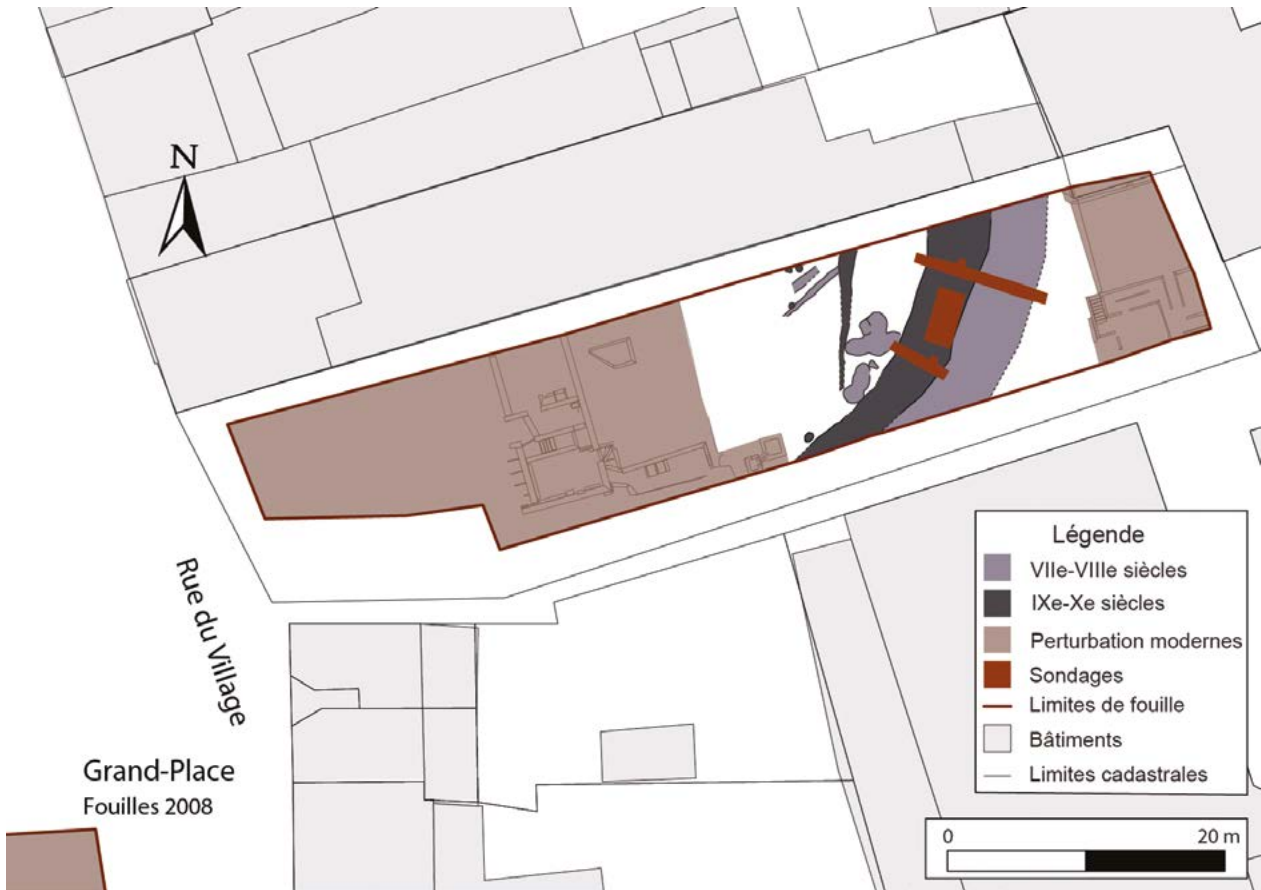 N
Rue du Village
Grand-Place
Fouilles 2008
Légende
VIIe-VIIIe siècles
IXe-Xe siècles
Perturbation modernes
Sondages
Limites de fouille
Bâtiments
Limites cadastrales
0 20 m